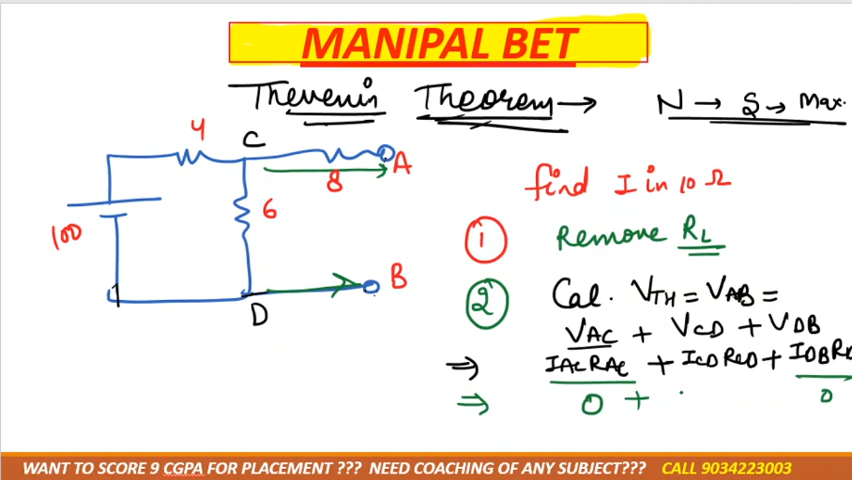 MANIPAL BET
Thevenin Theorem → N → S → Max.
4
C
A
8
6
100
B
D
find I in 10 Ω
1 Remove RL
2 Cal. VTH = VAB =
VAC + VCD + VDB
⇒ IAC RAC + ICD RCD + IDB RD
⇒ 0 + 0
WANT TO SCORE 9 CGPA FOR PLACEMENT ??? NEED COACHING OF ANY SUBJECT??? CALL 9034223003